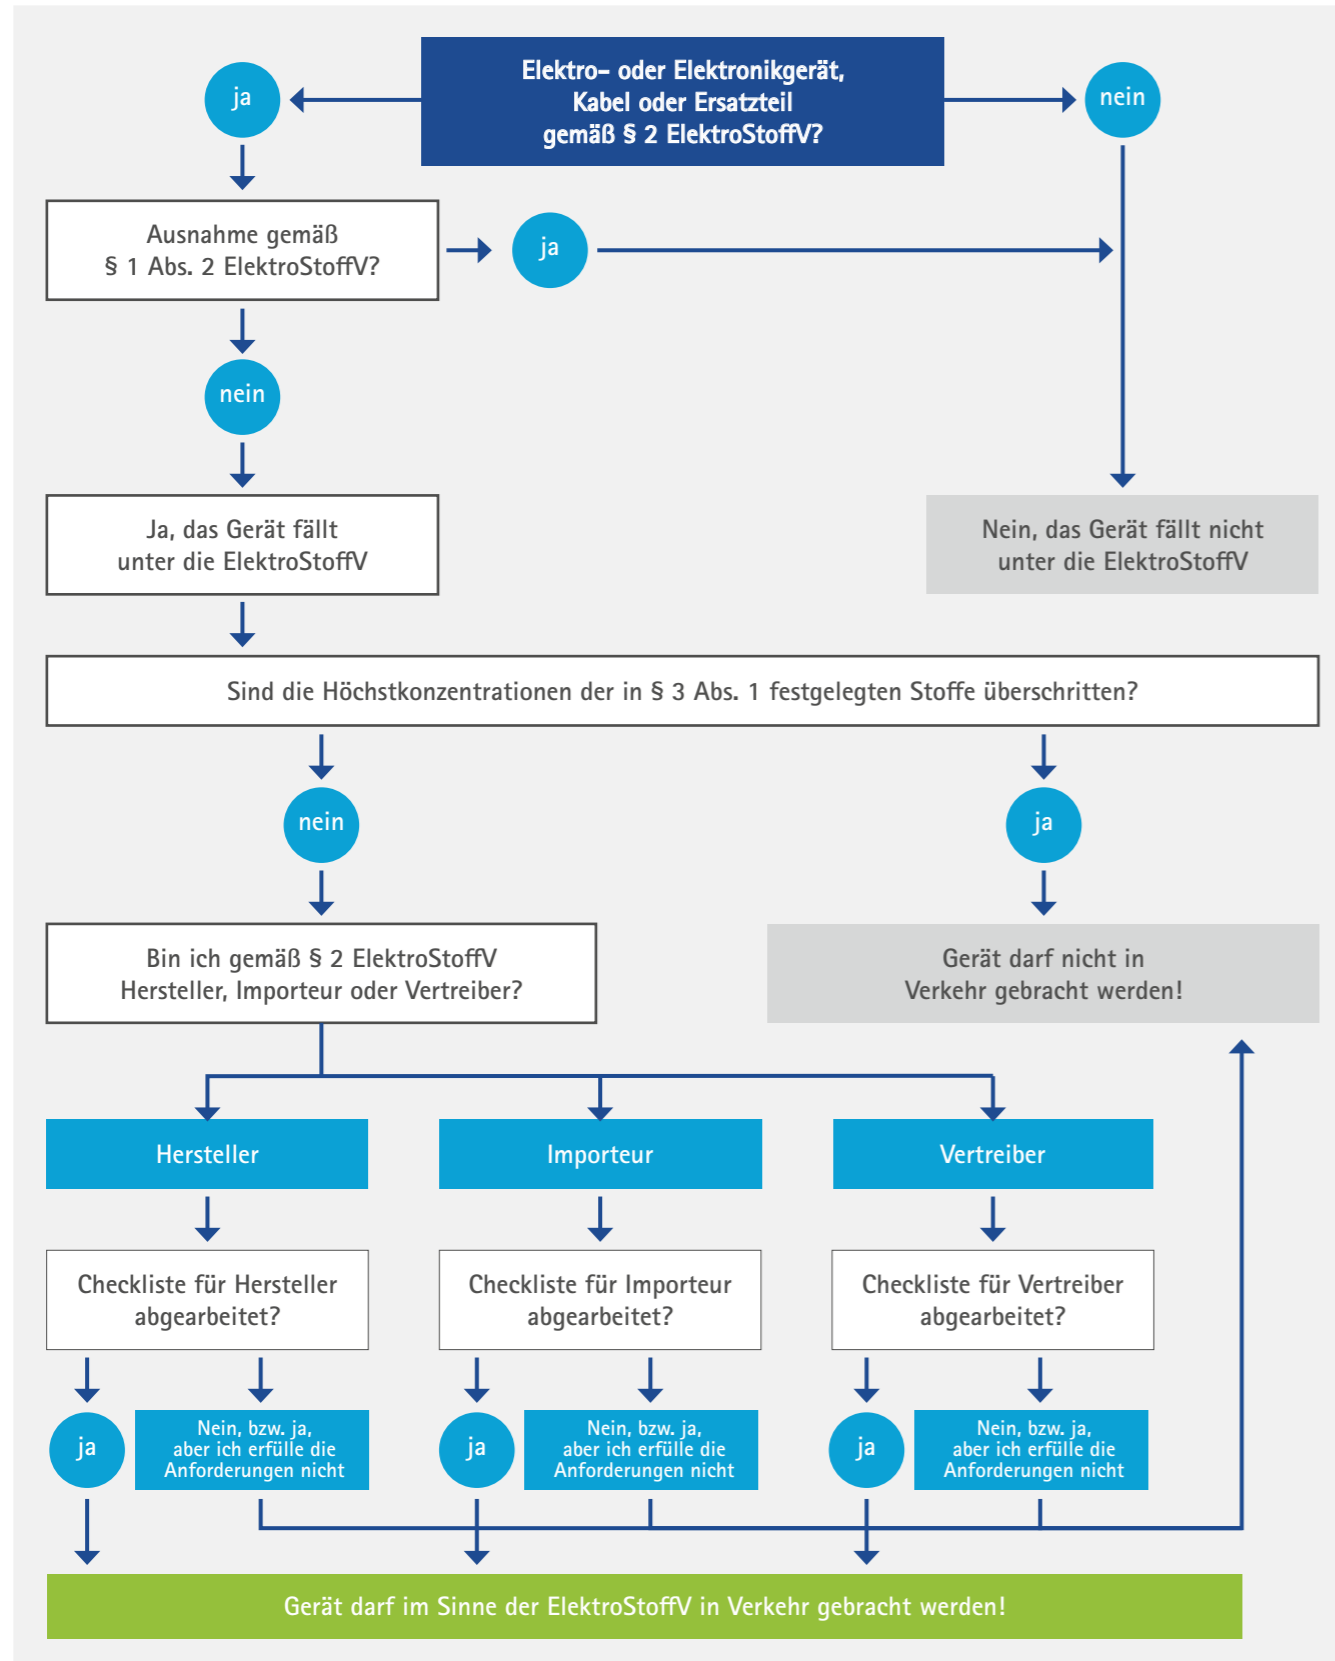 Elektro- oder Elektronikgerät,
Kabel oder Ersatzteil
gemäß § 2 ElektroStoffV?
ja
nein
Ausnahme gemäß
§ 1 Abs. 2 ElektroStoffV?
ja
nein
Ja, das Gerät fällt
unter die ElektroStoffV
Nein, das Gerät fällt nicht
unter die ElektroStoffV
Sind die Höchstkonzentrationen der in § 3 Abs. 1 festgelegten Stoffe überschritten?
nein
ja
Bin ich gemäß § 2 ElektroStoffV
Hersteller, Importeur oder Vertreiber?
Gerät darf nicht in
Verkehr gebracht werden!
Hersteller
Importeur
Vertreiber
Checkliste für Hersteller
abgearbeitet?
Checkliste für Importeur
abgearbeitet?
Checkliste für Vertreiber
abgearbeitet?
ja
Nein, bzw. ja,
aber ich erfülle die
Anforderungen nicht
ja
Nein, bzw. ja,
aber ich erfülle die
Anforderungen nicht
ja
Nein, bzw. ja,
aber ich erfülle die
Anforderungen nicht
Gerät darf im Sinne der ElektroStoffV in Verkehr gebracht werden!